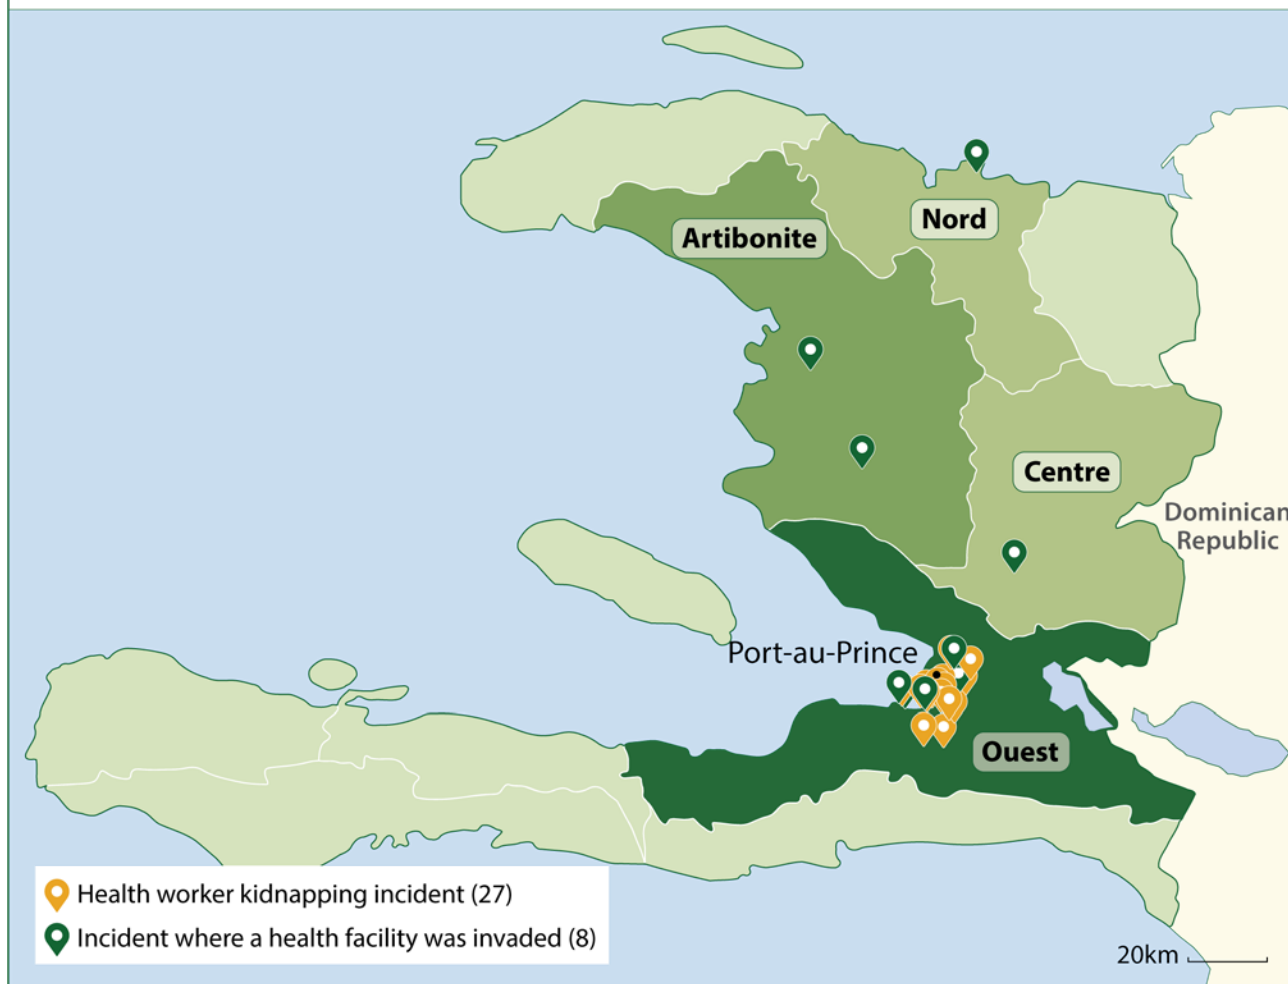 Nord
Artibonite
Centre
Dominican
Republic
Port-au-Prince
Ouest
Health worker kidnapping incident (27)
Incident where a health facility was invaded (8)
20km